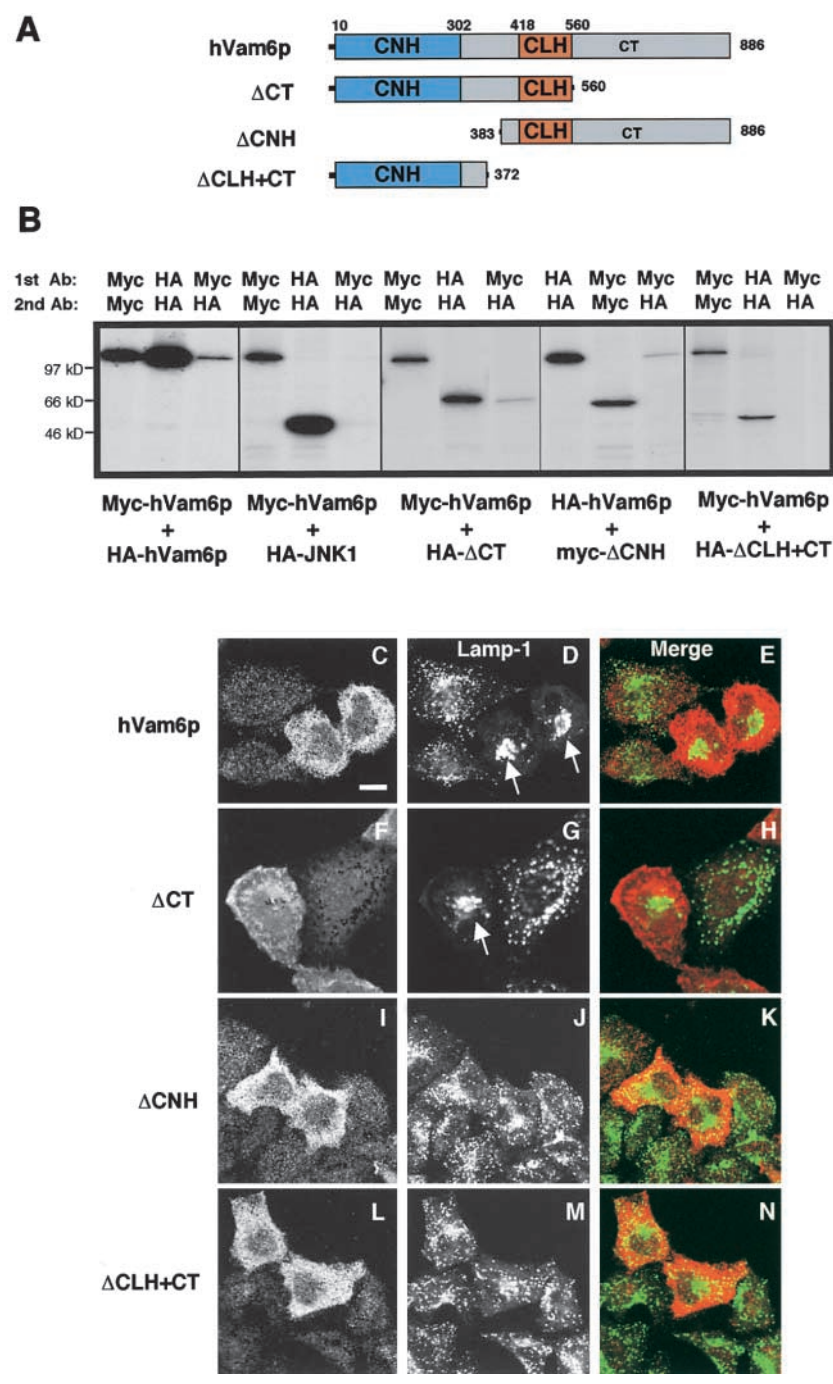 A
10 302 418 560
hVam6p CNH CLH CT 886
ΔCT CNH CLH 560
ΔCNH 383 CLH CT 886
ΔCLH+CT CNH 372
B
1st Ab: Myc HA Myc Myc HA Myc Myc HA Myc HA Myc Myc Myc HA Myc
2nd Ab: Myc HA HA Myc HA HA Myc HA HA HA Myc HA Myc HA HA
97 kD
66 kD
46 kD
Myc-hVam6p Myc-hVam6p Myc-hVam6p HA-hVam6p Myc-hVam6p
+ + + + +
HA-hVam6p HA-JNK1 HA-ΔCT myc-ΔCNH HA-ΔCLH+CT
C Lamp-1 D Merge E
hVam6p
F G H
ΔCT
I J K
ΔCNH
L M N
ΔCLH+CT